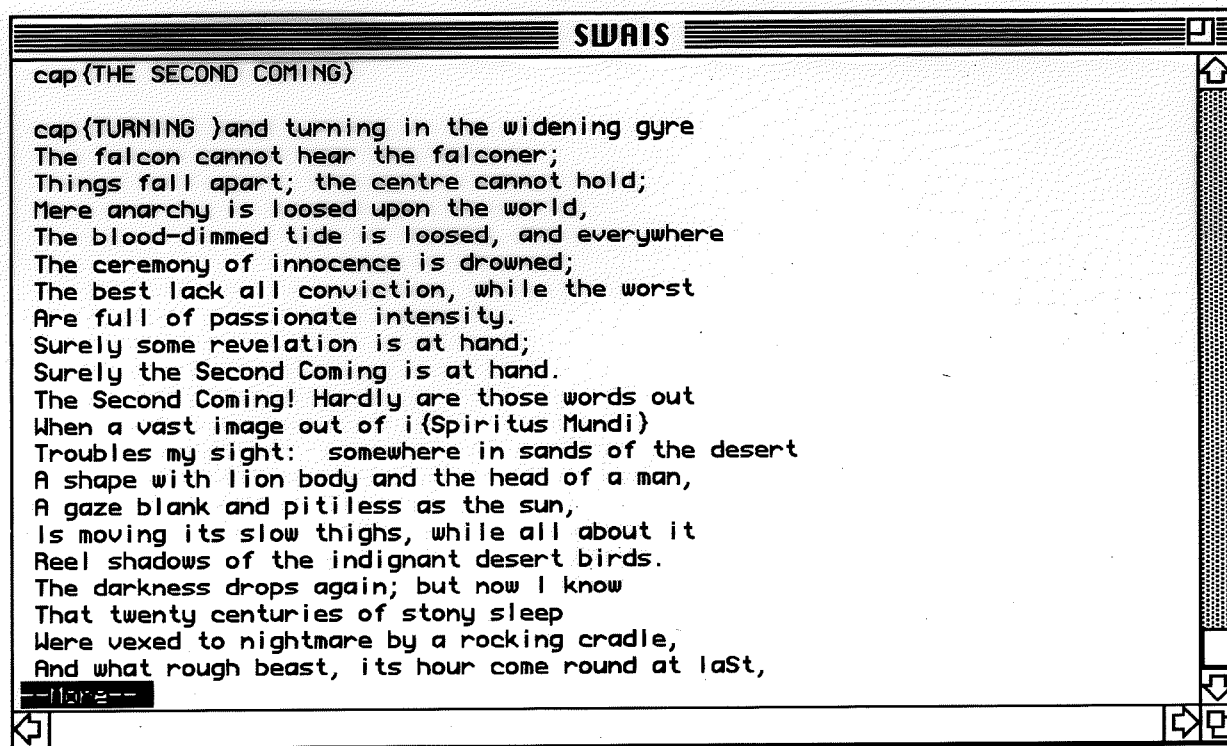 SWAIS
cap{THE SECOND COMING}
cap{TURNING }and turning in the widening gyre
The falcon cannot hear the falconer;
Things fall apart; the centre cannot hold;
Mere anarchy is loosed upon the world,
The blood-dimmed tide is loosed, and everywhere
The ceremony of innocence is drowned;
The best lack all conviction, while the worst
Are full of passionate intensity.
Surely some revelation is at hand;
Surely the Second Coming is at hand.
The Second Coming! Hardly are those words out
When a vast image out of i{Spiritus Mundi}
Troubles my sight:  somewhere in sands of the desert
A shape with lion body and the head of a man,
A gaze blank and pitiless as the sun,
Is moving its slow thighs, while all about it
Reel shadows of the indignant desert birds.
The darkness drops again; but now I know
That twenty centuries of stony sleep
Were vexed to nightmare by a rocking cradle,
And what rough beast, its hour come round at laSt,
--More--